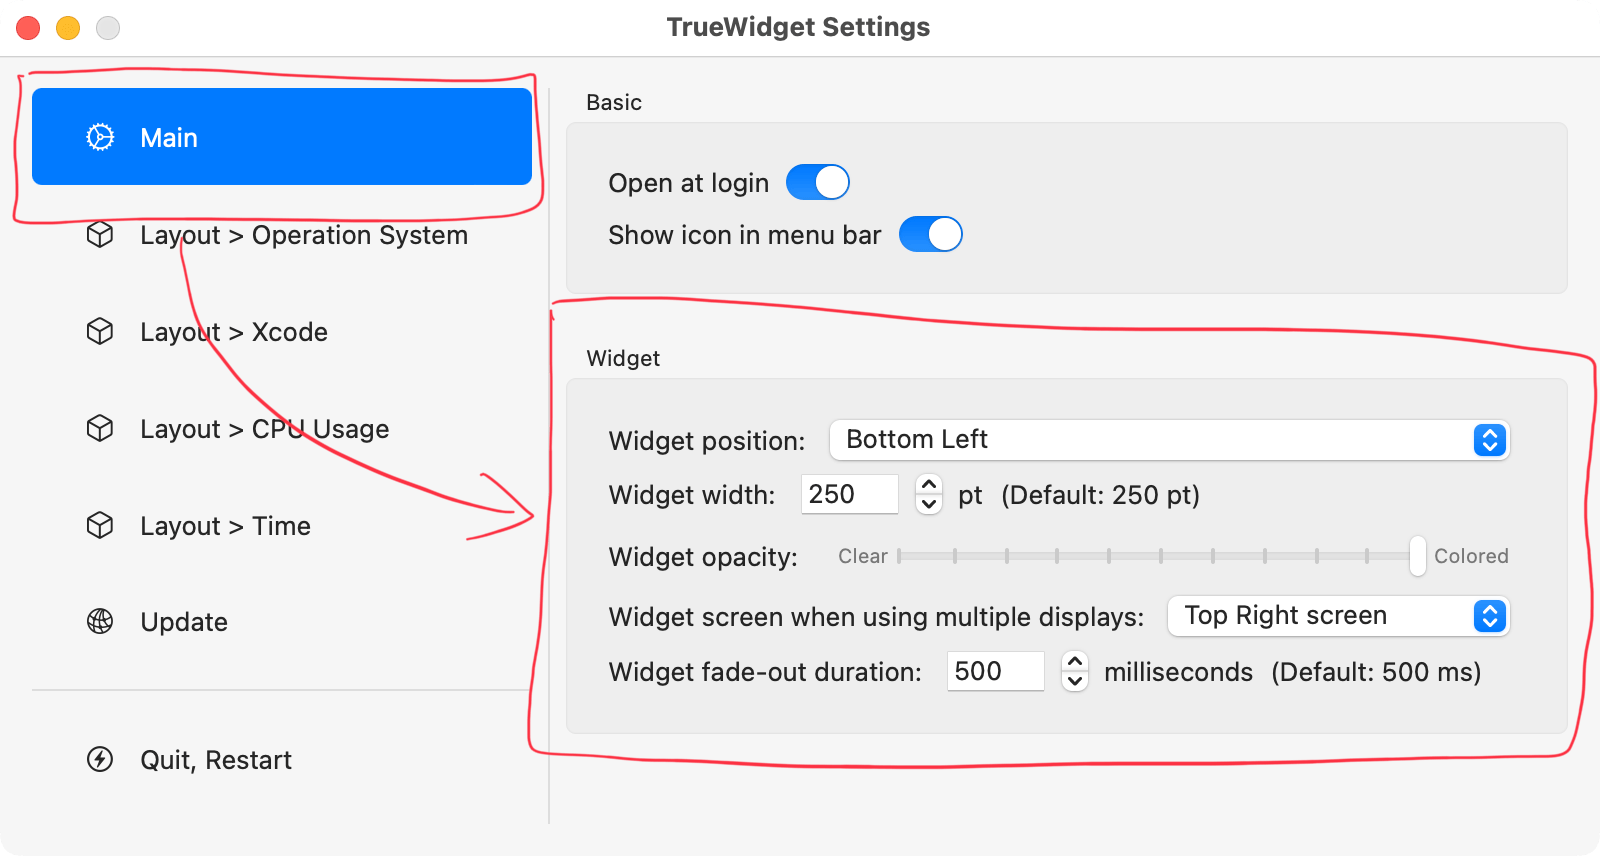 TrueWidget Settings
Main
Layout > Operation System
Layout > Xcode
Layout > CPU Usage
Layout > Time
Update
Quit, Restart
Basic
Open at login
Show icon in menu bar
Widget
Widget position: Bottom Left
Widget width: 250 pt (Default: 250 pt)
Widget opacity: Clear Colored
Widget screen when using multiple displays: Top Right screen
Widget fade-out duration: 500 milliseconds (Default: 500 ms)